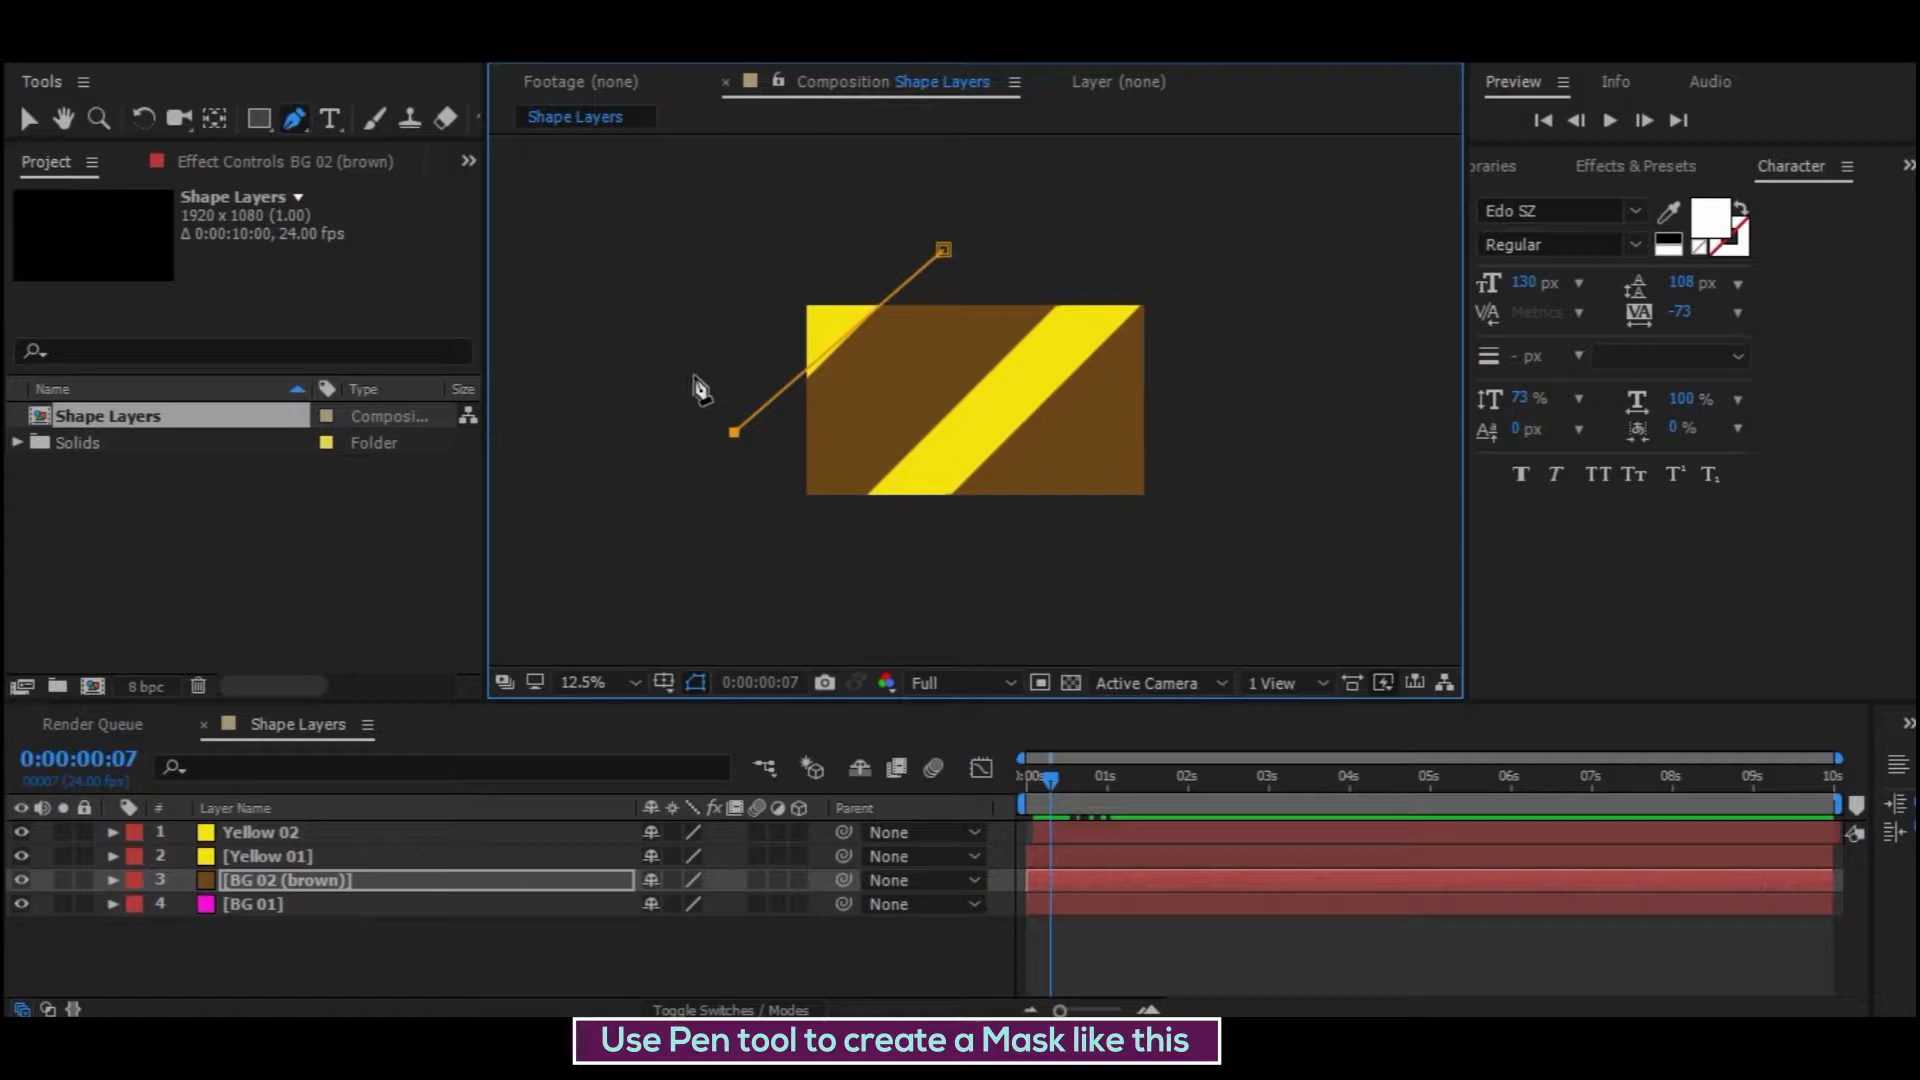 Tools
Project
Effect Controls BG 02 (brown)
Shape Layers
1920 x 1080 (1.00)
Δ 0:00:10:00, 24.00 fps
Name
Type
Size
Shape Layers
Composi...
Solids
Folder
8 bpc
Footage (none)
Composition Shape Layers
Layer (none)
Shape Layers
12.5%
0:00:00:07
Full
Active Camera
1 View
Preview
Info
Audio
braries
Effects & Presets
Character
Edo SZ
Regular
130 px
108 px
Metrics
-73
- px
73 %
100 %
0 px
0 %
Render Queue
Shape Layers
0:00:00:07
00007 (24.00 fps)
:00s
01s
02s
03s
04s
05s
06s
07s
08s
09s
10s
#
Layer Name
Parent
1
Yellow 02
None
2
[Yellow 01]
None
3
[BG 02 (brown)]
None
4
[BG 01]
None
Toggle Switches / Modes
Use Pen tool to create a Mask like this